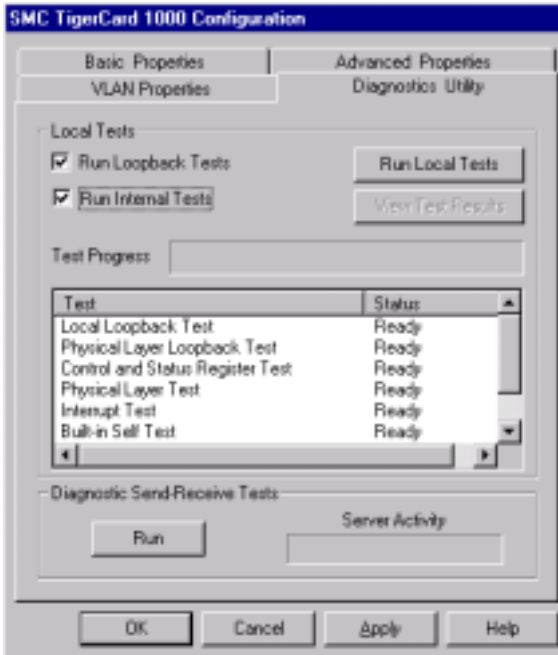 SMC TigerCard 1000 Configuration
Basic Properties
Advanced Properties
VLAN Properties
Diagnostics Utility
Local Tests
Run Loopback Tests
Run Local Tests
Run Internal Tests
View Test Results
Test Progress
Test Status
Local Loopback Test Ready
Physical Layer Loopback Test Ready
Control and Status Register Test Ready
Physical Layer Test Ready
Interrupt Test Ready
Built-in Self Test Ready
Diagnostic Send-Receive Tests
Server Activity
Run
OK
Cancel
Apply
Help